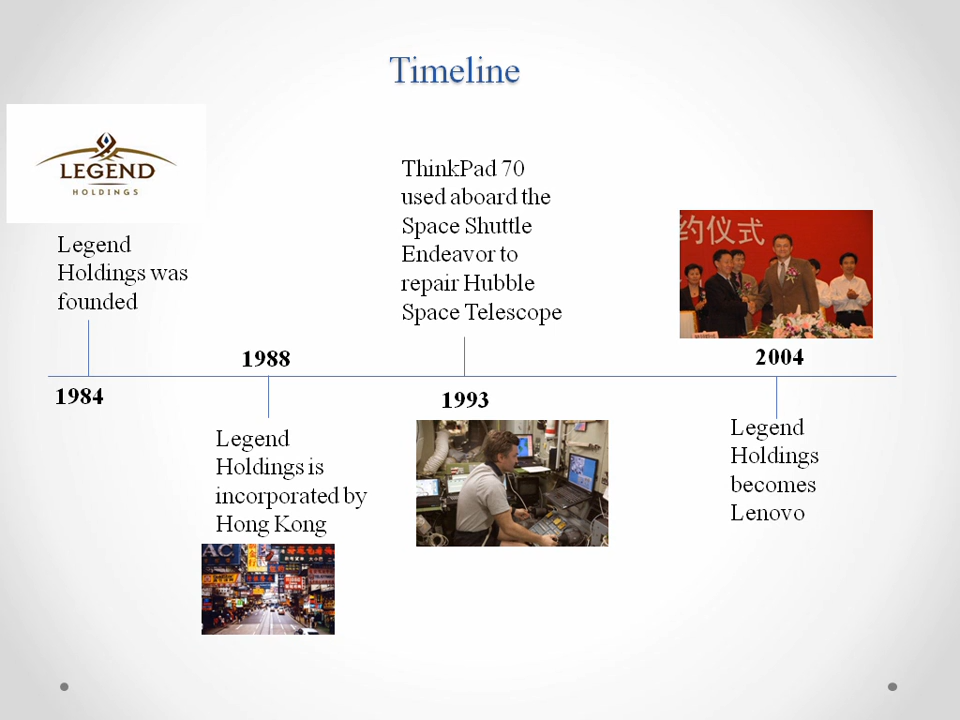 Timeline
LEGEND
HOLDINGS
Legend
Holdings was
founded
1984
1988
Legend
Holdings is
incorporated by
Hong Kong
AC
ThinkPad 70
used aboard the
Space Shuttle
Endeavor to
repair Hubble
Space Telescope
1993
约仪式
2004
Legend
Holdings
becomes
Lenovo